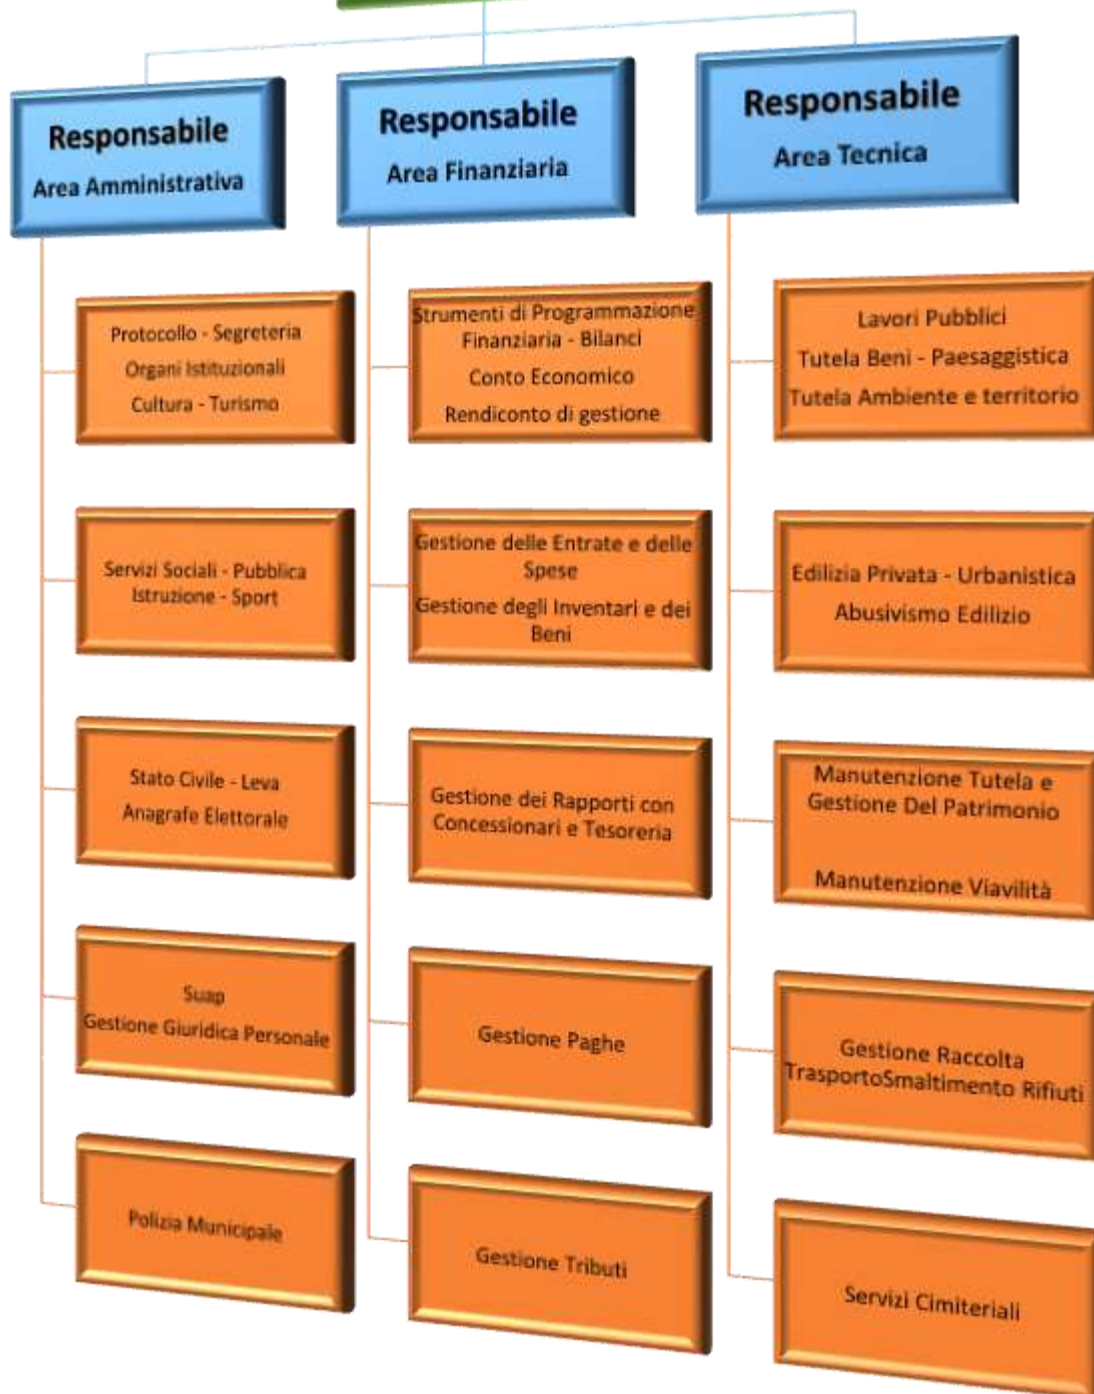 Responsabile
Area Amministrativa
Protocollo - Segreteria
Organi Istituzionali
Cultura - Turismo
Servizi Sociali - Pubblica
Istruzione - Sport
Stato Civile - Leva
Anagrafe Elettorale
Suap
Gestione Giuridica Personale
Polizia Municipale
Responsabile
Area Finanziaria
Strumenti di Programmazione
Finanziaria - Bilanci
Conto Economico
Rendiconto di gestione
Gestione delle Entrate e delle
Spese
Gestione degli Inventari e dei
Beni
Gestione dei Rapporti con
Concessionari e Tesoreria
Gestione Paghe
Gestione Tributi
Responsabile
Area Tecnica
Lavori Pubblici
Tutela Beni - Paesaggistica
Tutela Ambiente e territorio
Edilizia Privata - Urbanistica
Abusivismo Edilizio
Manutenzione Tutela e
Gestione Del Patrimonio
Manutenzione Viavilità
Gestione Raccolta
TrasportoSmaltimento Rifiuti
Servizi Cimiteriali